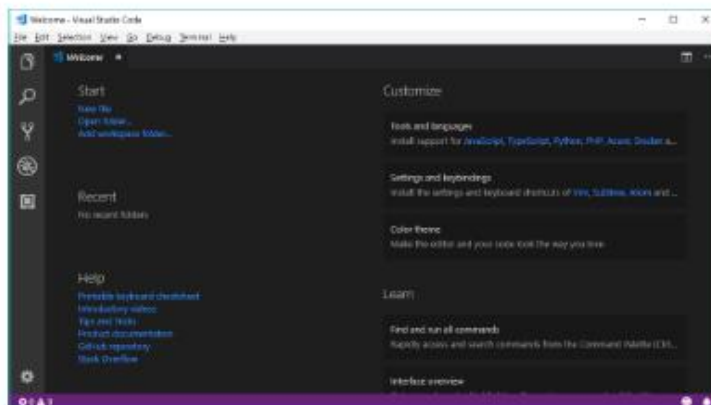 Welcome - Visual Studio Code
File Edit Selection View Go Debug Terminal Help
Welcome
Start
New file
Open folder...
Add workspace folder...
Recent
No recent folders
Help
Printable keyboard cheatsheet
Introductory videos
Tips and Tricks
Product documentation
GitHub repository
Stack Overflow
Customize
Tools and languages
Install support for JavaScript, TypeScript, Python, PHP, Azure, Docker a...
Settings and keybindings
Install the settings and keyboard shortcuts of Vim, Sublime, Atom and ...
Color theme
Make the editor and your code look the way you love
Learn
Find and run all commands
Rapidly access and search commands from the Command Palette (Ctrl...
Interface overview
0 3